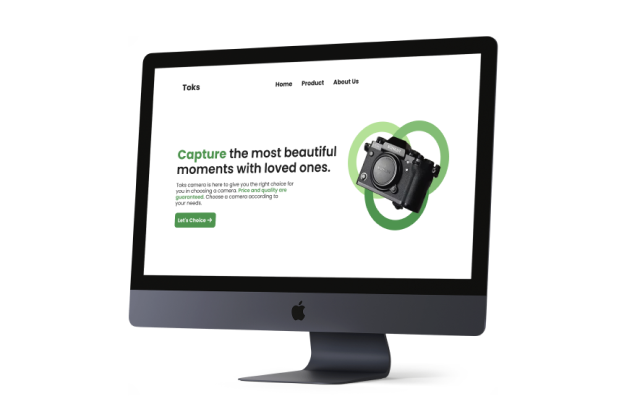 Toks
Home Product About Us
Capture the most beautiful
moments with loved ones.
Toks camera is here to give you the right choice for
you in choosing a camera. Price and quality are
guaranteed. Choose a camera according to
your needs.
Let's Choice →